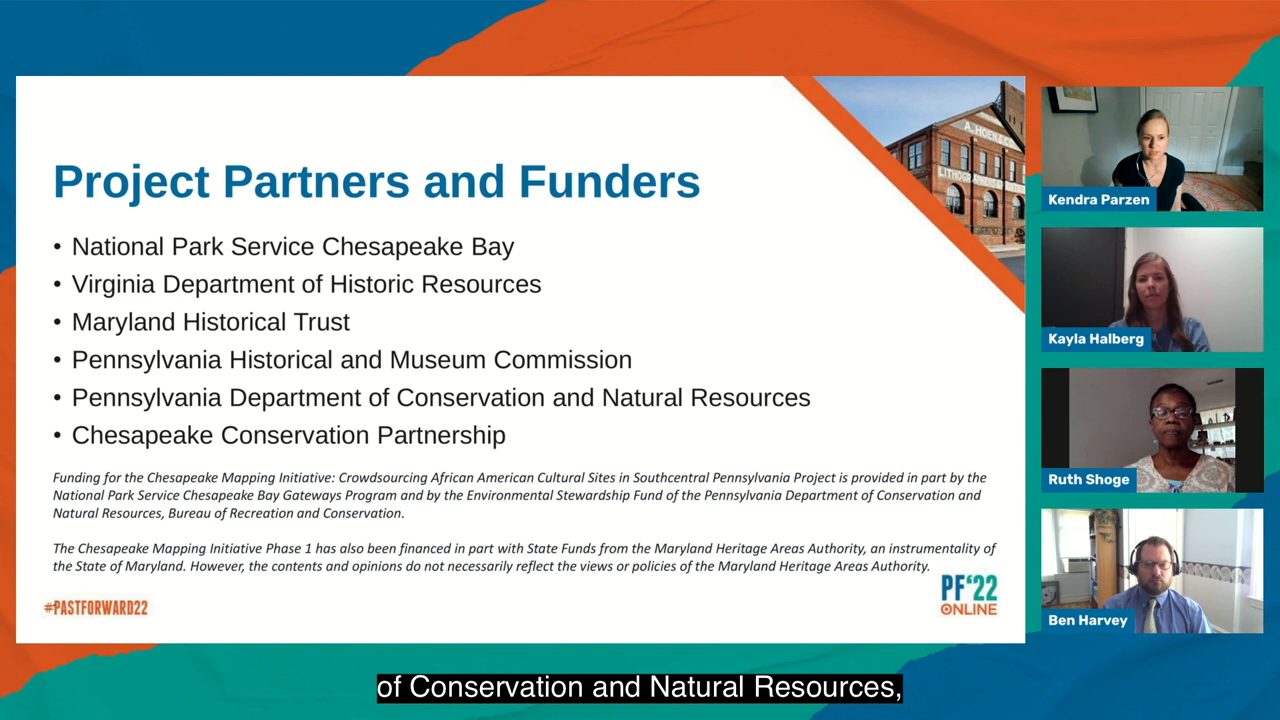 Project Partners and Funders
• National Park Service Chesapeake Bay
• Virginia Department of Historic Resources
• Maryland Historical Trust
• Pennsylvania Historical and Museum Commission
• Pennsylvania Department of Conservation and Natural Resources
• Chesapeake Conservation Partnership
Funding for the Chesapeake Mapping Initiative: Crowdsourcing African American Cultural Sites in Southcentral Pennsylvania Project is provided in part by the
National Park Service Chesapeake Bay Gateways Program and by the Environmental Stewardship Fund of the Pennsylvania Department of Conservation and
Natural Resources, Bureau of Recreation and Conservation.
The Chesapeake Mapping Initiative Phase 1 has also been financed in part with State Funds from the Maryland Heritage Areas Authority, an instrumentality of
the State of Maryland. However, the contents and opinions do not necessarily reflect the views or policies of the Maryland Heritage Areas Authority.
#PASTFORWARD22
PF'22
ONLINE
A. HOEN & CO
Kendra Parzen
Kayla Halberg
Ruth Shoge
Ben Harvey
of Conservation and Natural Resources,